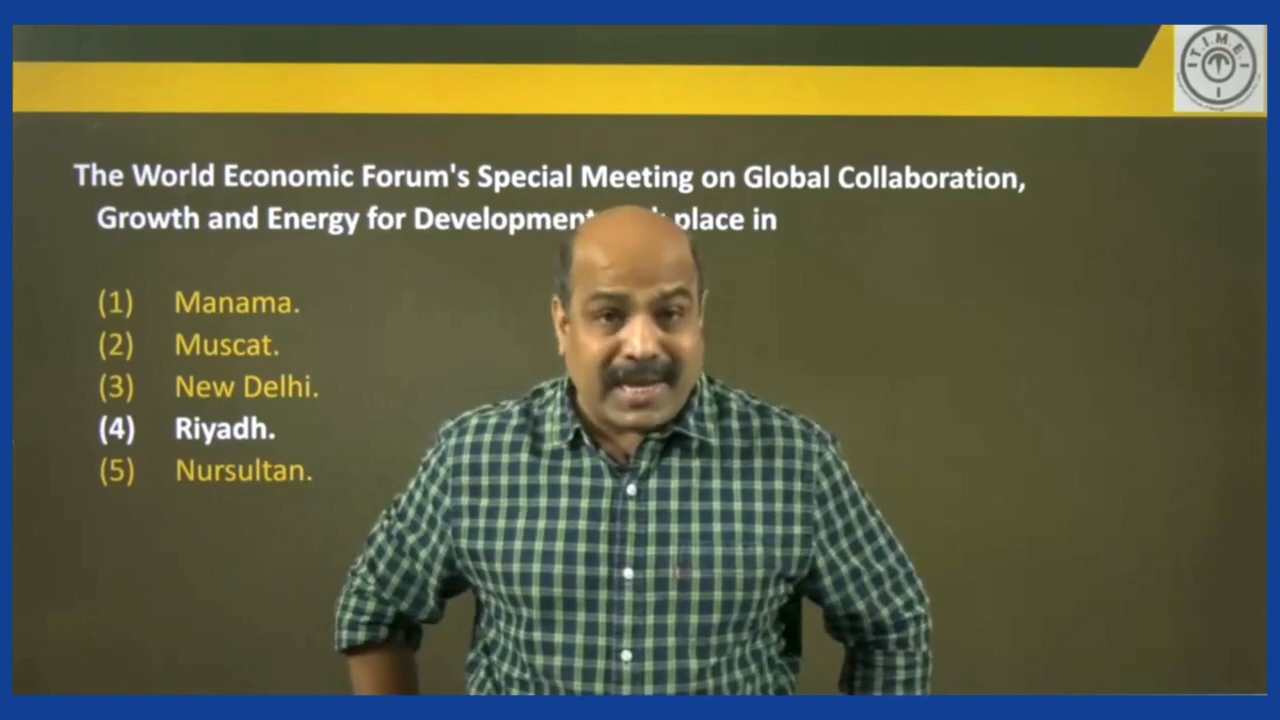 T.I.M.E.
The World Economic Forum's Special Meeting on Global Collaboration,
Growth and Energy for Development place in
(1) Manama.
(2) Muscat.
(3) New Delhi.
(4) Riyadh.
(5) Nursultan.